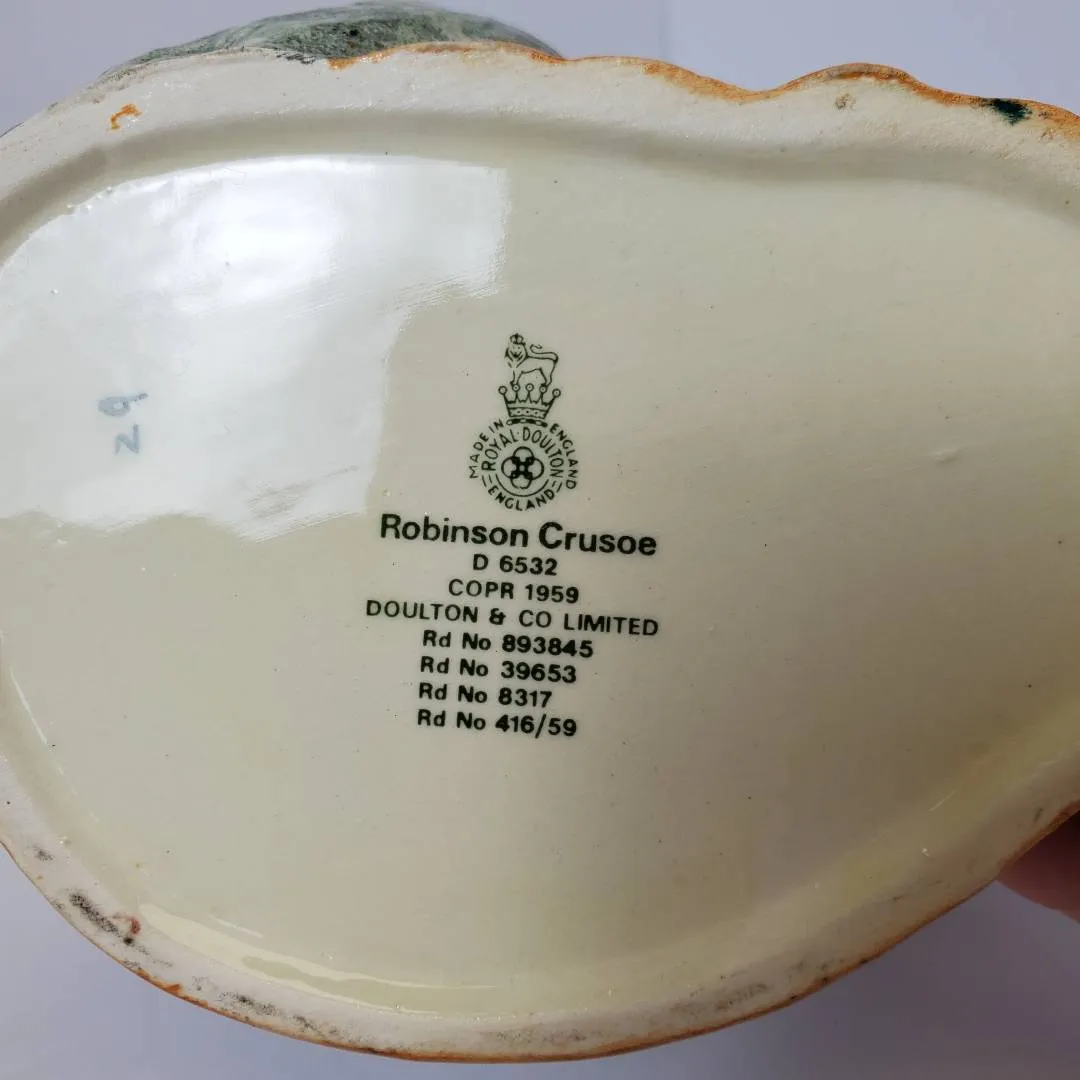 MADE IN ENGLAND
ROYAL DOULTON
ENGLAND
Robinson Crusoe
D 6532
COPR 1959
DOULTON & CO LIMITED
Rd No 893845
Rd No 39653
Rd No 8317
Rd No 416/59